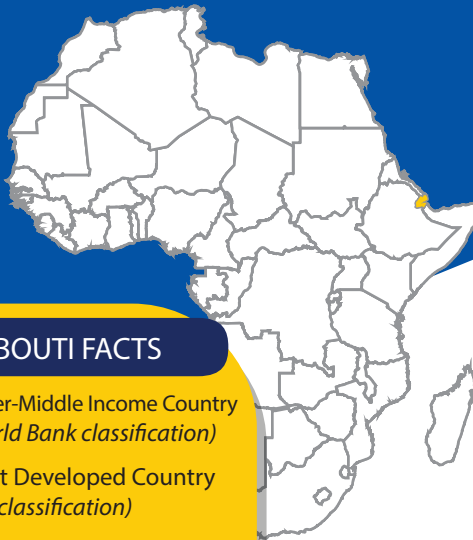 BOUTI FACTS
er-Middle Income Country
rld Bank classification)
t Developed Country
classification)